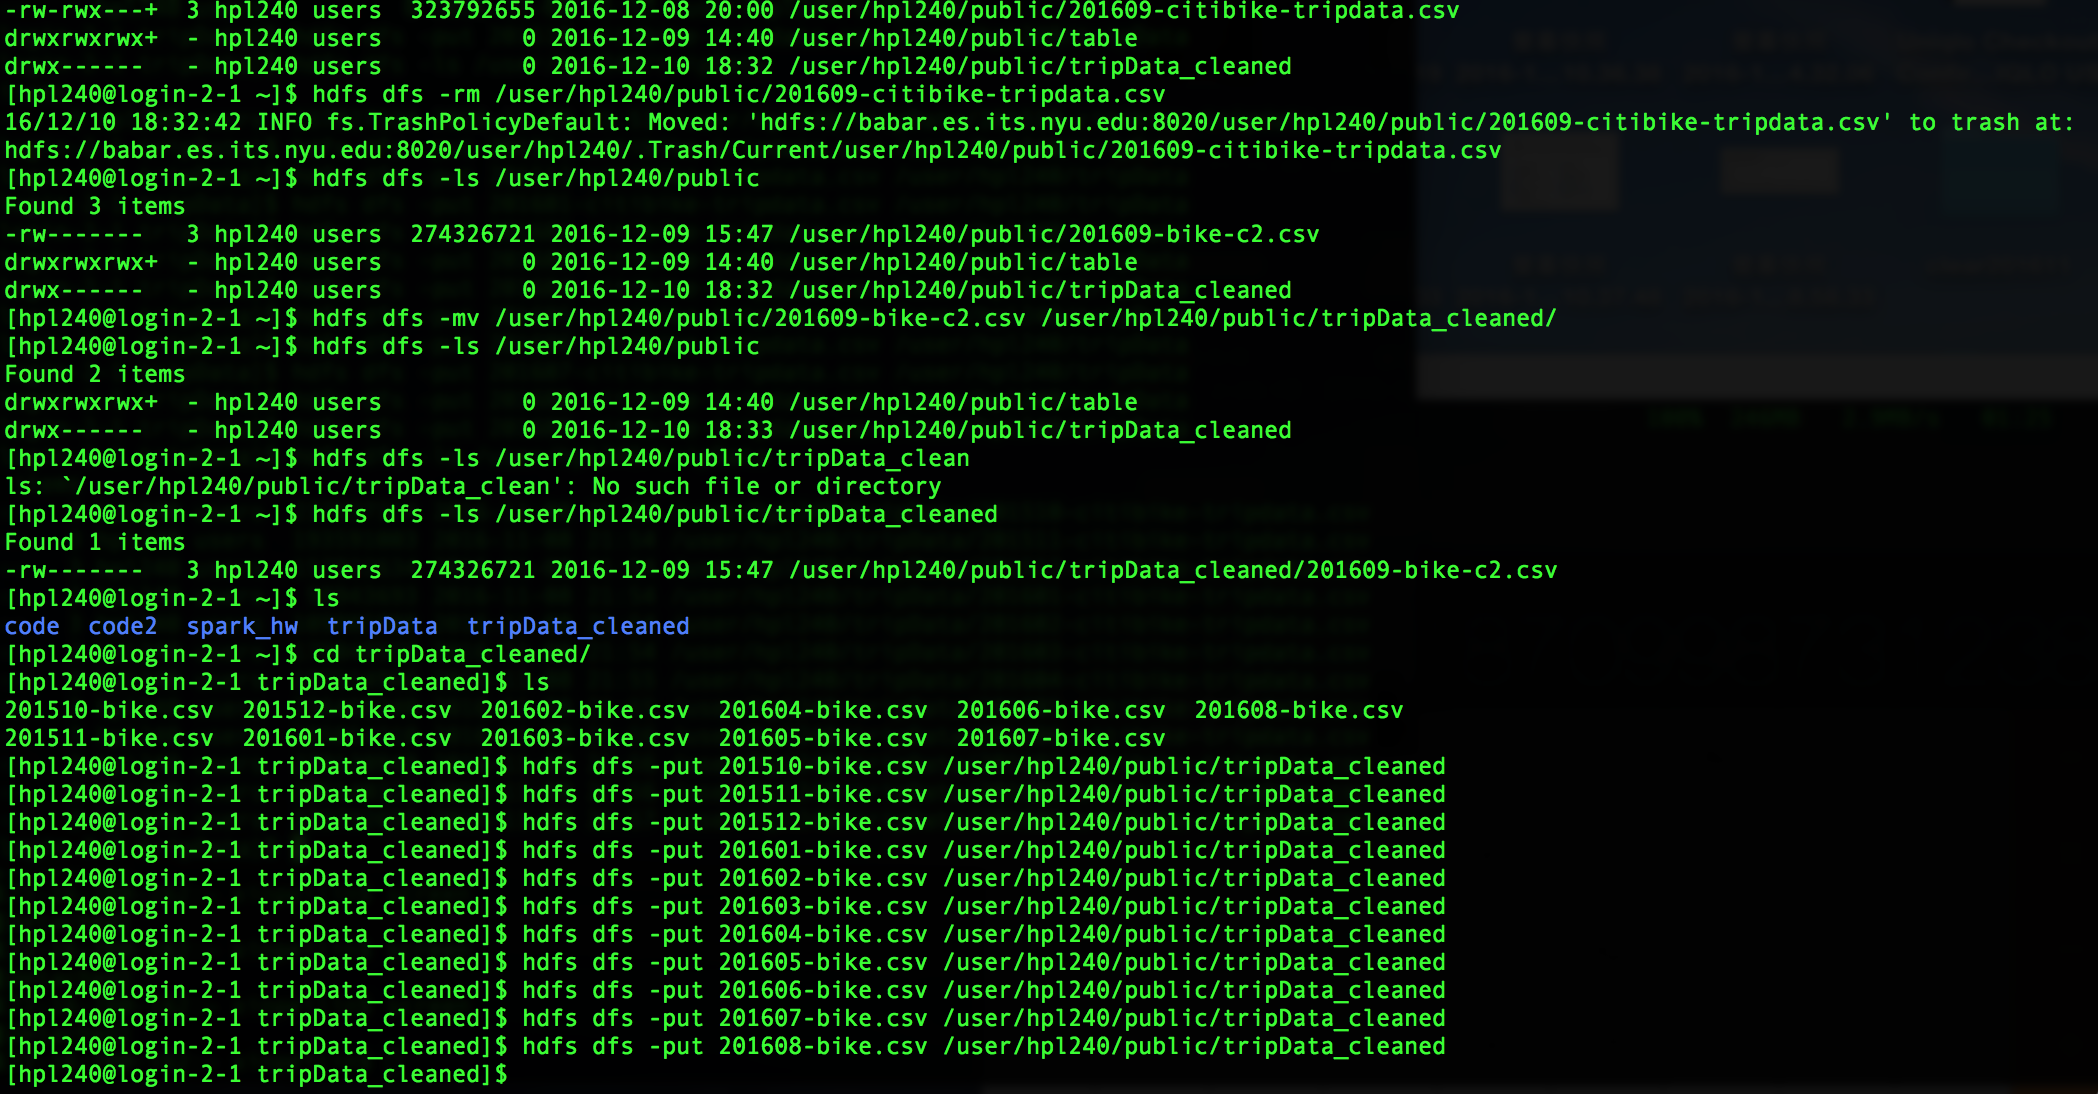 -rw-rwx---+  3 hpl240 users  323792655 2016-12-08 20:00 /user/hpl240/public/201609-citibike-tripdata.csv
drwxrwxrwx+  - hpl240 users          0 2016-12-09 14:40 /user/hpl240/public/table
drwx------   - hpl240 users          0 2016-12-10 18:32 /user/hpl240/public/tripData_cleaned
[hpl240@login-2-1 ~]$ hdfs dfs -rm /user/hpl240/public/201609-citibike-tripdata.csv
16/12/10 18:32:42 INFO fs.TrashPolicyDefault: Moved: 'hdfs://babar.es.its.nyu.edu:8020/user/hpl240/public/201609-citibike-tripdata.csv' to trash at:
hdfs://babar.es.its.nyu.edu:8020/user/hpl240/.Trash/Current/user/hpl240/public/201609-citibike-tripdata.csv
[hpl240@login-2-1 ~]$ hdfs dfs -ls /user/hpl240/public
Found 3 items
-rw-------   3 hpl240 users  274326721 2016-12-09 15:47 /user/hpl240/public/201609-bike-c2.csv
drwxrwxrwx+  - hpl240 users          0 2016-12-09 14:40 /user/hpl240/public/table
drwx------   - hpl240 users          0 2016-12-10 18:32 /user/hpl240/public/tripData_cleaned
[hpl240@login-2-1 ~]$ hdfs dfs -mv /user/hpl240/public/201609-bike-c2.csv /user/hpl240/public/tripData_cleaned/
[hpl240@login-2-1 ~]$ hdfs dfs -ls /user/hpl240/public
Found 2 items
drwxrwxrwx+  - hpl240 users          0 2016-12-09 14:40 /user/hpl240/public/table
drwx------   - hpl240 users          0 2016-12-10 18:33 /user/hpl240/public/tripData_cleaned
[hpl240@login-2-1 ~]$ hdfs dfs -ls /user/hpl240/public/tripData_clean
ls: `/user/hpl240/public/tripData_clean': No such file or directory
[hpl240@login-2-1 ~]$ hdfs dfs -ls /user/hpl240/public/tripData_cleaned
Found 1 items
-rw-------   3 hpl240 users  274326721 2016-12-09 15:47 /user/hpl240/public/tripData_cleaned/201609-bike-c2.csv
[hpl240@login-2-1 ~]$ ls
code  code2  spark_hw  tripData  tripData_cleaned
[hpl240@login-2-1 ~]$ cd tripData_cleaned/
[hpl240@login-2-1 tripData_cleaned]$ ls
201510-bike.csv  201512-bike.csv  201602-bike.csv  201604-bike.csv  201606-bike.csv  201608-bike.csv
201511-bike.csv  201601-bike.csv  201603-bike.csv  201605-bike.csv  201607-bike.csv
[hpl240@login-2-1 tripData_cleaned]$ hdfs dfs -put 201510-bike.csv /user/hpl240/public/tripData_cleaned
[hpl240@login-2-1 tripData_cleaned]$ hdfs dfs -put 201511-bike.csv /user/hpl240/public/tripData_cleaned
[hpl240@login-2-1 tripData_cleaned]$ hdfs dfs -put 201512-bike.csv /user/hpl240/public/tripData_cleaned
[hpl240@login-2-1 tripData_cleaned]$ hdfs dfs -put 201601-bike.csv /user/hpl240/public/tripData_cleaned
[hpl240@login-2-1 tripData_cleaned]$ hdfs dfs -put 201602-bike.csv /user/hpl240/public/tripData_cleaned
[hpl240@login-2-1 tripData_cleaned]$ hdfs dfs -put 201603-bike.csv /user/hpl240/public/tripData_cleaned
[hpl240@login-2-1 tripData_cleaned]$ hdfs dfs -put 201604-bike.csv /user/hpl240/public/tripData_cleaned
[hpl240@login-2-1 tripData_cleaned]$ hdfs dfs -put 201605-bike.csv /user/hpl240/public/tripData_cleaned
[hpl240@login-2-1 tripData_cleaned]$ hdfs dfs -put 201606-bike.csv /user/hpl240/public/tripData_cleaned
[hpl240@login-2-1 tripData_cleaned]$ hdfs dfs -put 201607-bike.csv /user/hpl240/public/tripData_cleaned
[hpl240@login-2-1 tripData_cleaned]$ hdfs dfs -put 201608-bike.csv /user/hpl240/public/tripData_cleaned
[hpl240@login-2-1 tripData_cleaned]$